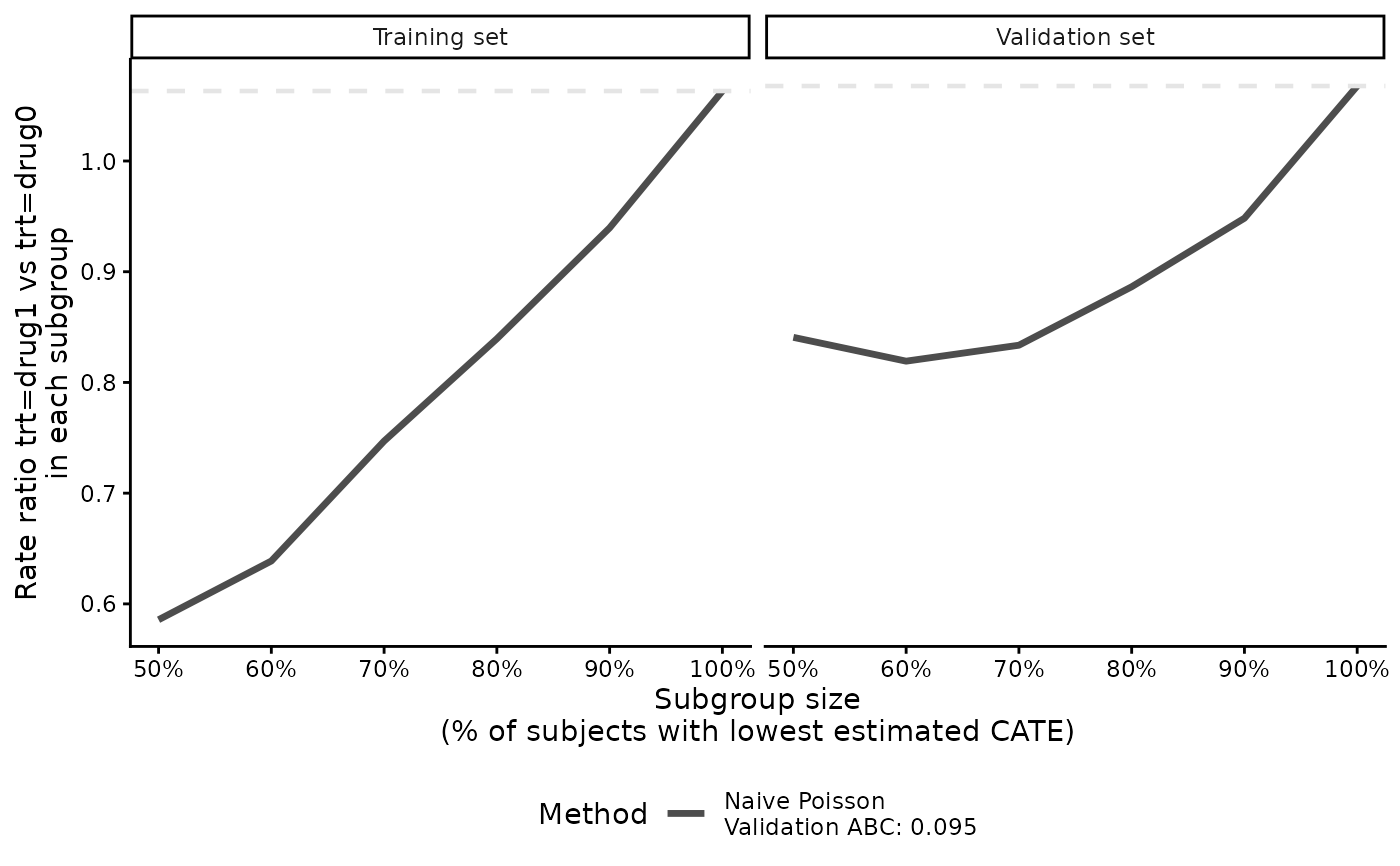 Training set
Validation set
Rate ratio trt=drug1 vs trt=drug0
in each subgroup
1.0
0.9
0.8
0.7
0.6
50% 60% 70% 80% 90% 100%
50% 60% 70% 80% 90% 100%
Subgroup size
(% of subjects with lowest estimated CATE)
Method
Naive Poisson
Validation ABC: 0.095